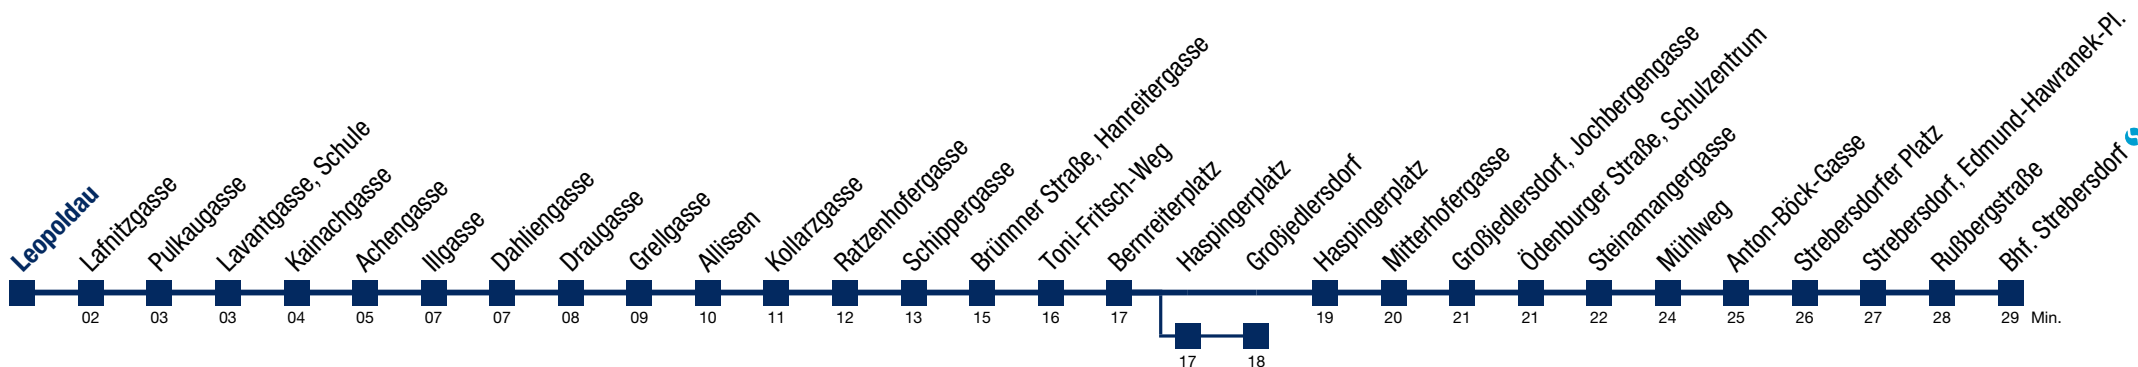 Leopoldau
Lafnitzgasse
Pulkaugasse
Lavantgasse, Schule
Kainachgasse
Achengasse
Illgasse
Dahliengasse
Draugasse
Grellgasse
Allissen
Kollarzgasse
Ratzenhofergasse
Schippergasse
Brünnner Straße, Hanreitergasse
Toni-Fritsch-Weg
Bernreiterplatz
Haspingerplatz
Großjedlersdorf
Haspingerplatz
Mitterhofergasse
Großjedlersdorf, Jochbergengasse
Ödenburger Straße, Schulzentrum
Steinamangergasse
Mühlweg
Anton-Böck-Gasse
Strebersdorfer Platz
Strebersdorf, Edmund-Hawranek-Pl.
Rußbergstraße
Bhf. Strebersdorf
02 03 03 04 05 07 07 08 09 10 11 12 13 15 16 17 19 20 21 21 22 24 25 26 27 28 29 Min.
17 18